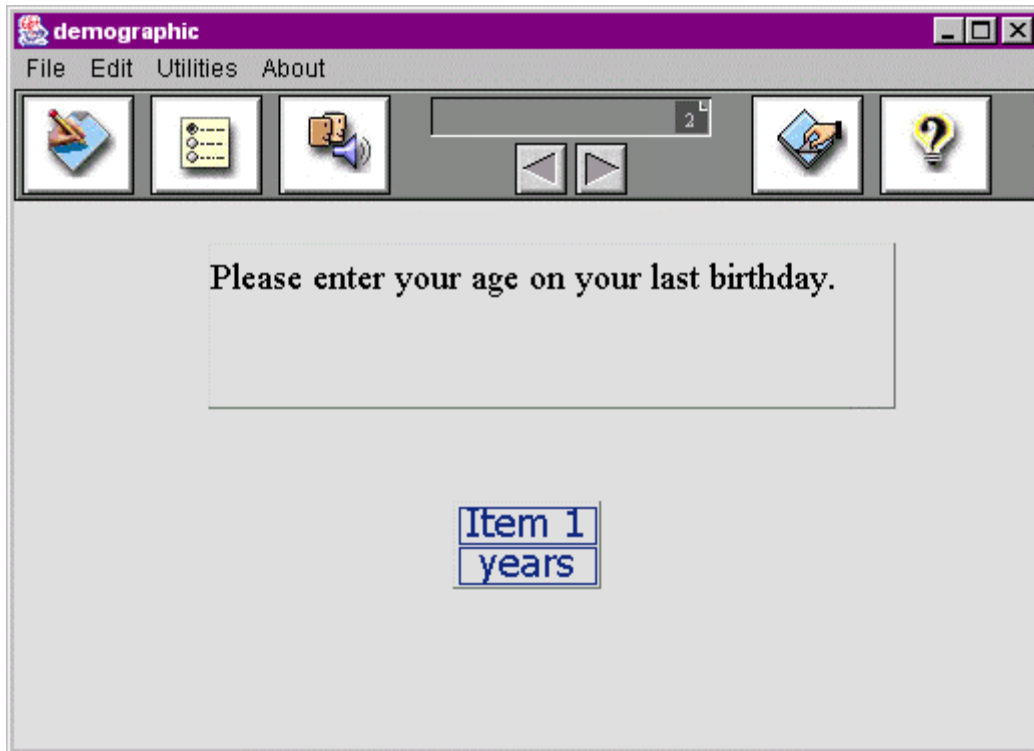 demographic
File Edit Utilities About
2
Please enter your age on your last birthday.
Item 1
years